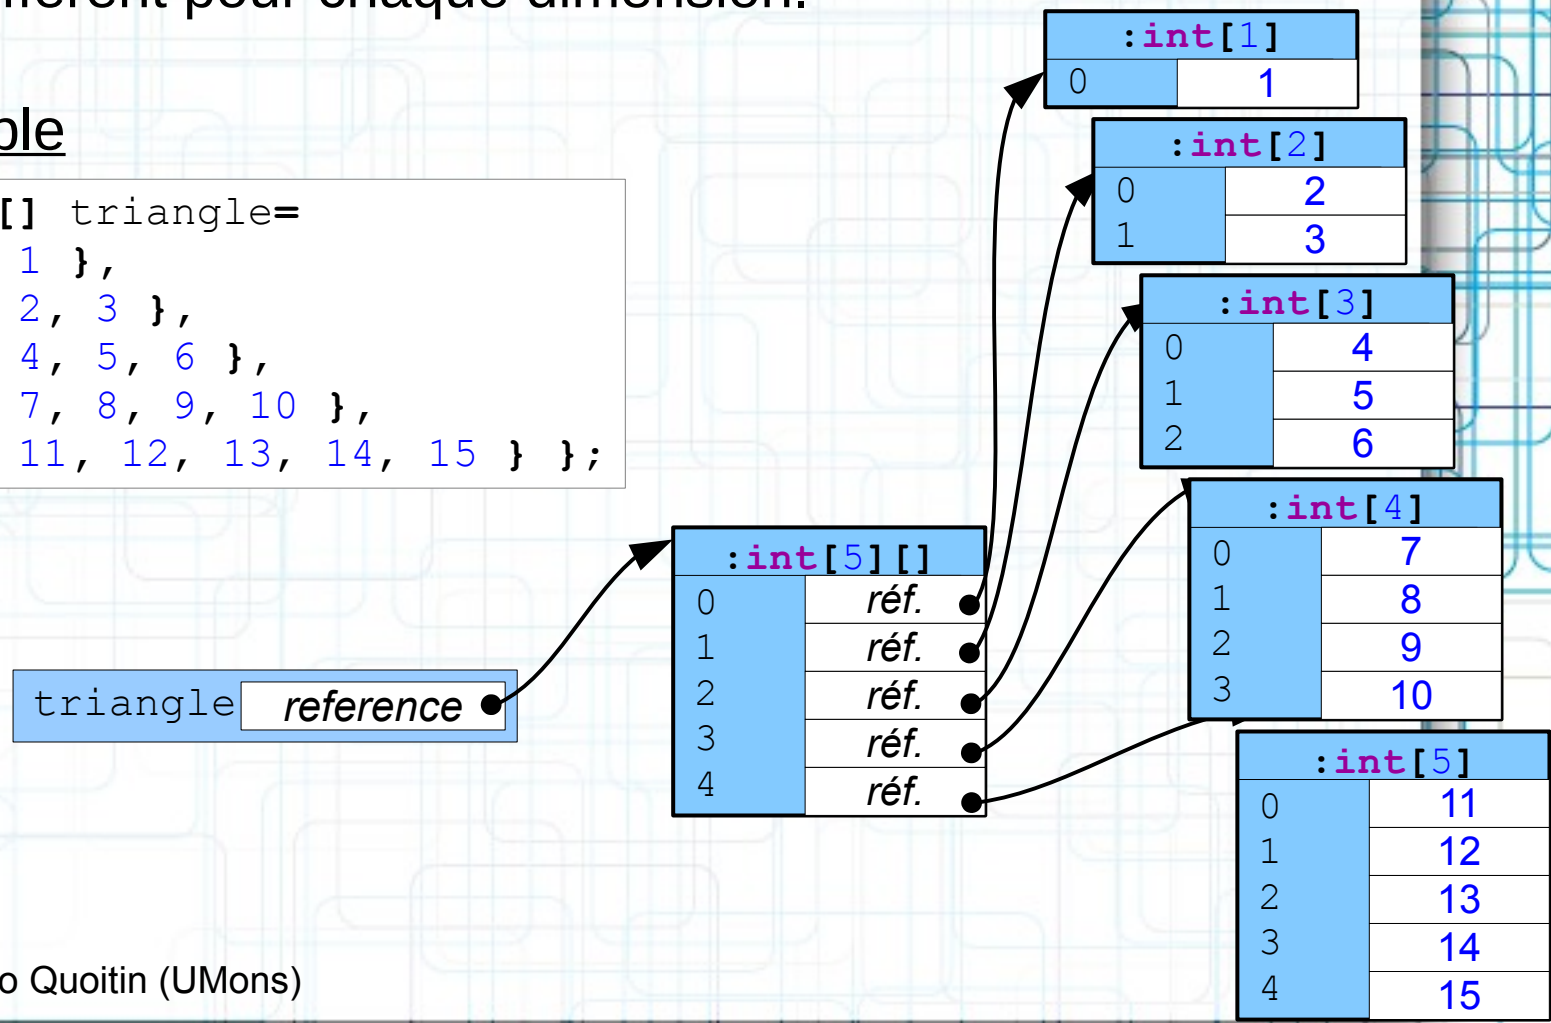 pour chaque dimension.
[] triangle=
1 },
2, 3 },
4, 5, 6 },
7, 8, 9, 10 },
11, 12, 13, 14, 15 } };
triangle reference
:int[5][]
0 réf.
1 réf.
2 réf.
3 réf.
4 réf.
:int[1]
0 1
:int[2]
0 2
1 3
:int[3]
0 4
1 5
2 6
:int[4]
0 7
1 8
2 9
3 10
:int[5]
0 11
1 12
2 13
3 14
4 15
Quoitin (UMons)